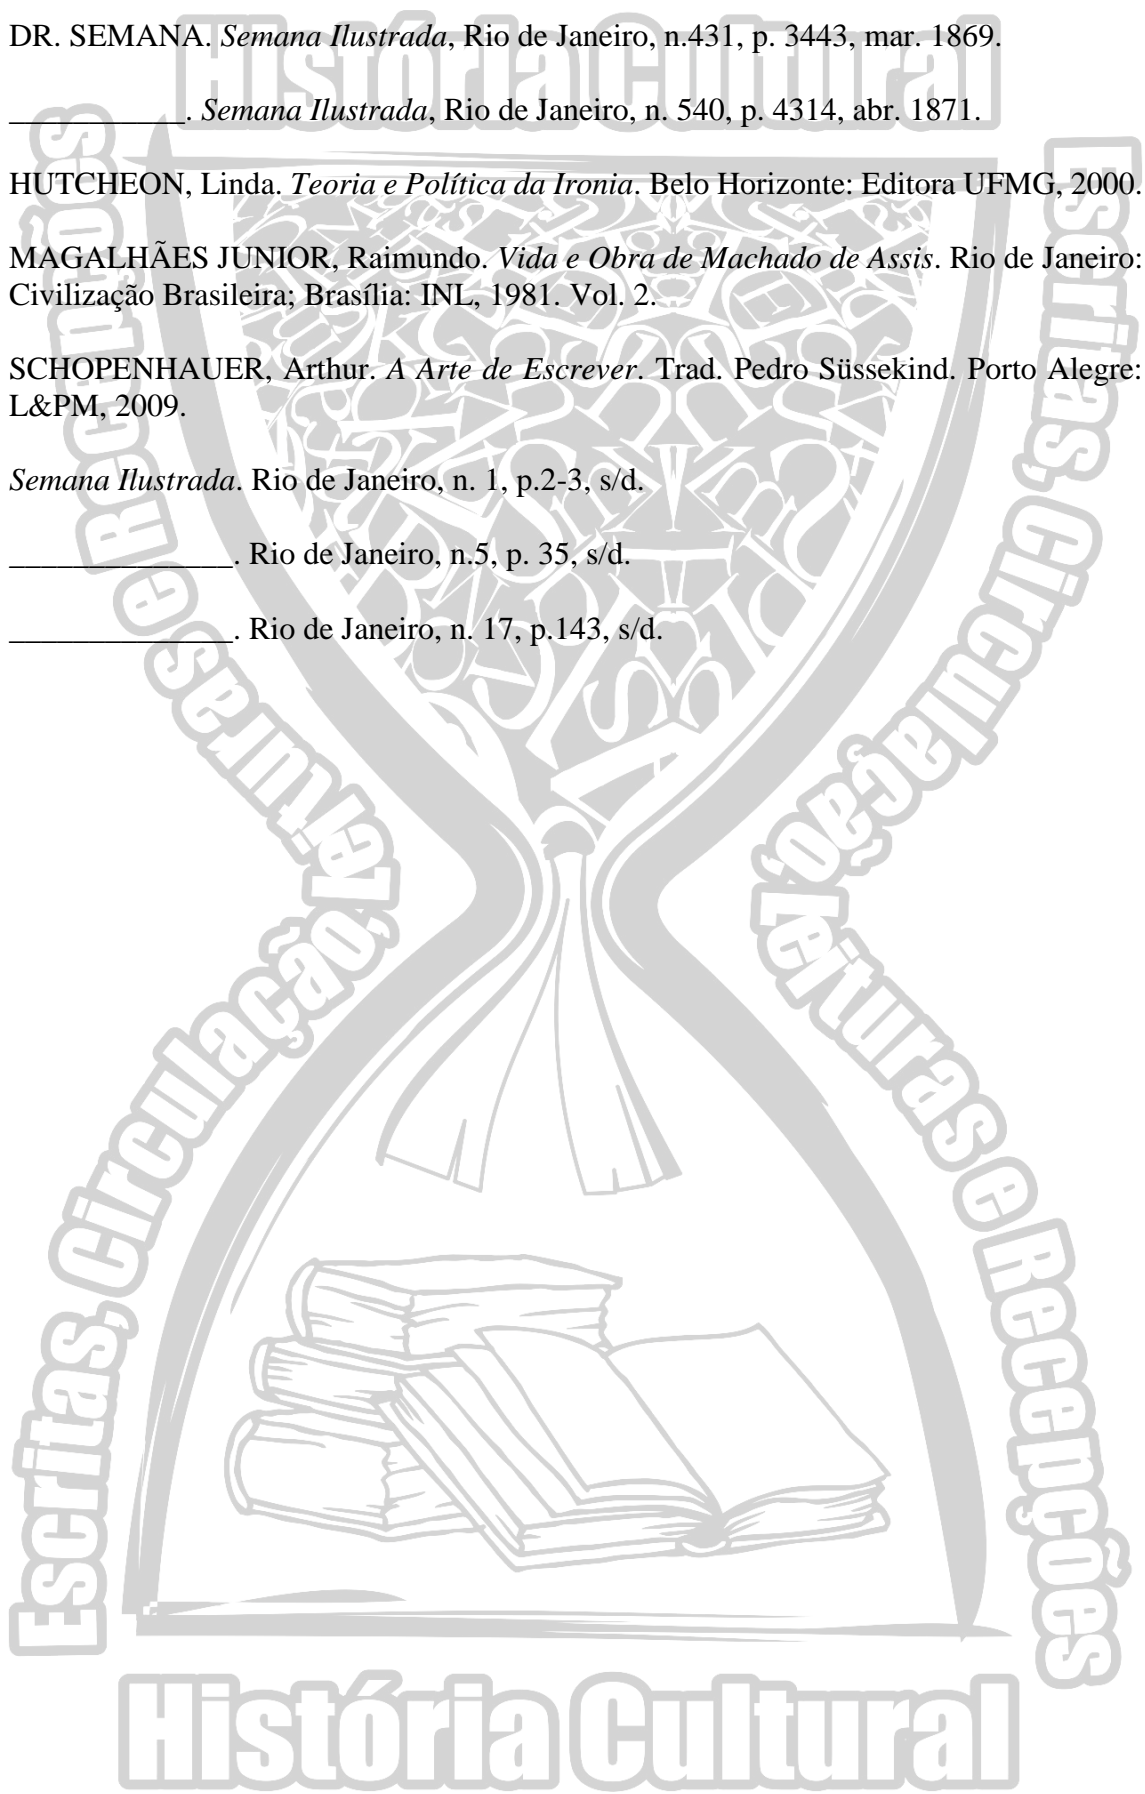 História Cultural
DR. SEMANA. Semana Ilustrada, Rio de Janeiro, n.431, p. 3443, mar. 1869.
___________. Semana Ilustrada, Rio de Janeiro, n. 540, p. 4314, abr. 1871.
HUTCHEON, Linda. Teoria e Política da Ironia. Belo Horizonte: Editora UFMG, 2000.
MAGALHÃES JUNIOR, Raimundo. Vida e Obra de Machado de Assis. Rio de Janeiro:
Civilização Brasileira; Brasília: INL, 1981. Vol. 2.
SCHOPENHAUER, Arthur. A Arte de Escrever. Trad. Pedro Süssekind. Porto Alegre:
L&PM, 2009.
Semana Ilustrada. Rio de Janeiro, n. 1, p.2-3, s/d.
______________. Rio de Janeiro, n.5, p. 35, s/d.
______________. Rio de Janeiro, n. 17, p.143, s/d.
Escritas, Circulação, Leituras e Recepções
Escritas, Circulação, Leituras e Recepções
História Cultural